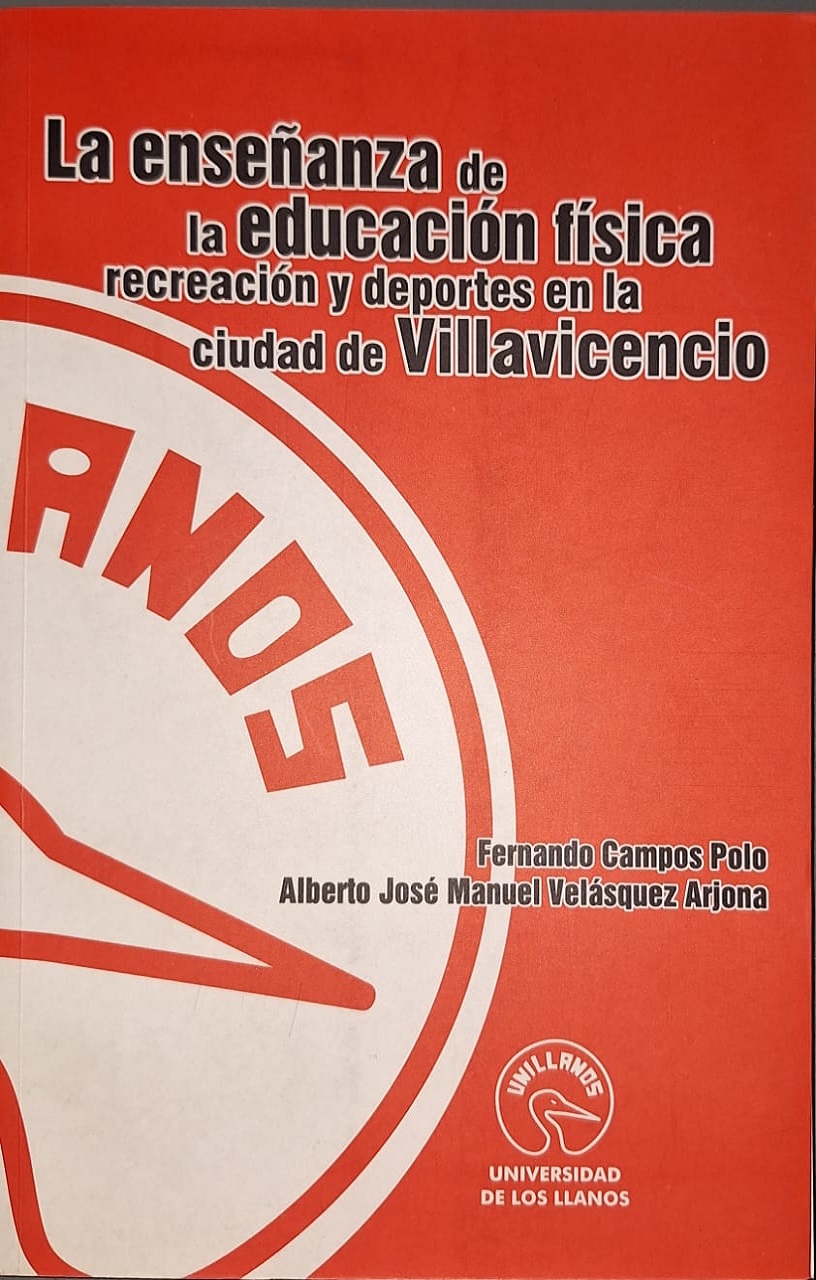 La enseñanza de
la educación física
recreación y deportes en la
ciudad de Villavicencio
ANOS
Fernando Campos Polo
Alberto José Manuel Velásquez Arjona
UNILLANOS
UNIVERSIDAD
DE LOS LLANOS